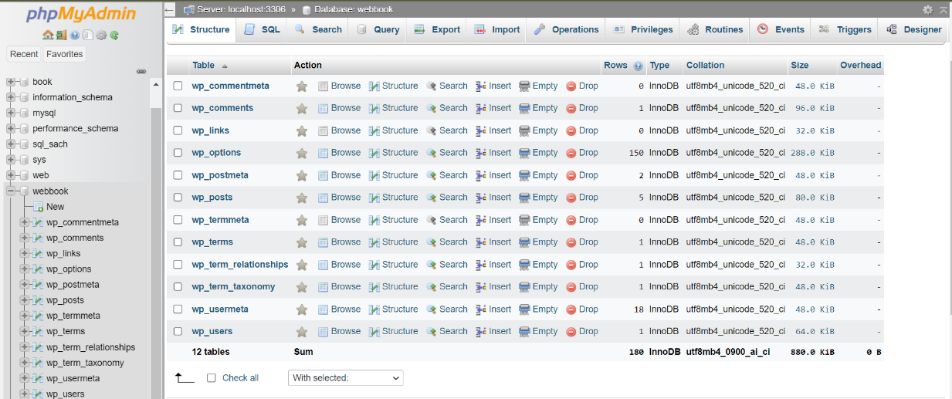 phpMyAdmin
Server: localhost:3306 » Database: webbook
Structure SQL Search Query Export Import Operations Privileges Routines Events Triggers Designer
Recent Favorites
book
information_schema
mysql
performance_schema
sql_sach
sys
web
webbook
New
wp_commentmeta
wp_comments
wp_links
wp_options
wp_postmeta
wp_posts
wp_termmeta
wp_terms
wp_term_relationships
wp_term_taxonomy
wp_usermeta
wp_users
Table Action Rows Type Collation Size Overhead
wp_commentmeta Browse Structure Search Insert Empty Drop 0 InnoDB utf8mb4_unicode_520_ci 48.0 KiB -
wp_comments Browse Structure Search Insert Empty Drop 1 InnoDB utf8mb4_unicode_520_ci 96.0 KiB -
wp_links Browse Structure Search Insert Empty Drop 0 InnoDB utf8mb4_unicode_520_ci 32.0 KiB -
wp_options Browse Structure Search Insert Empty Drop 150 InnoDB utf8mb4_unicode_520_ci 288.0 KiB -
wp_postmeta Browse Structure Search Insert Empty Drop 2 InnoDB utf8mb4_unicode_520_ci 48.0 KiB -
wp_posts Browse Structure Search Insert Empty Drop 5 InnoDB utf8mb4_unicode_520_ci 80.0 KiB -
wp_termmeta Browse Structure Search Insert Empty Drop 0 InnoDB utf8mb4_unicode_520_ci 48.0 KiB -
wp_terms Browse Structure Search Insert Empty Drop 1 InnoDB utf8mb4_unicode_520_ci 48.0 KiB -
wp_term_relationships Browse Structure Search Insert Empty Drop 1 InnoDB utf8mb4_unicode_520_ci 32.0 KiB -
wp_term_taxonomy Browse Structure Search Insert Empty Drop 1 InnoDB utf8mb4_unicode_520_ci 48.0 KiB -
wp_usermeta Browse Structure Search Insert Empty Drop 18 InnoDB utf8mb4_unicode_520_ci 48.0 KiB -
wp_users Browse Structure Search Insert Empty Drop 1 InnoDB utf8mb4_unicode_520_ci 64.0 KiB -
12 tables Sum 180 InnoDB utf8mb4_0900_ai_ci 880.0 KiB 0 B
Check all With selected: